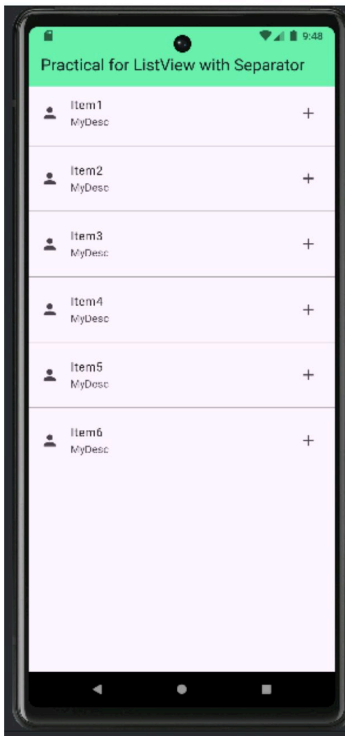 9:48
Practical for ListView with Separator
Item1
MyDesc
Item2
MyDesc
Item3
MyDesc
Item4
MyDesc
Item5
MyDesc
Item6
MyDesc